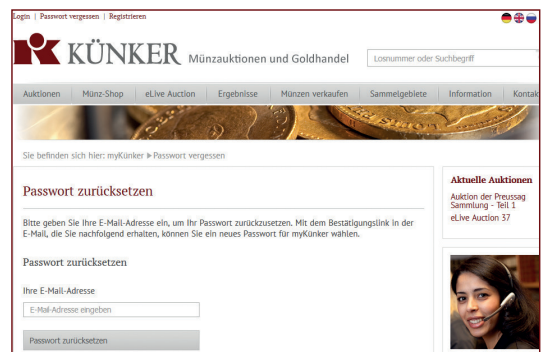 Login | Passwort vergessen | Registrieren
KÜNKER Münzauktionen und Goldhandel
Losnummer oder Suchbegriff
Auktionen Münz-Shop eLive Auction Ergebnisse Münzen verkaufen Sammelgebiete Information Kontak
Sie befinden sich hier: myKünker ▶ Passwort vergessen
Passwort zurücksetzen
Bitte geben Sie Ihre E-Mail-Adresse ein, um Ihr Passwort zurückzusetzen. Mit dem Bestätigungslink in der
E-Mail, die Sie nachfolgend erhalten, können Sie ein neues Passwort für myKünker wählen.
Passwort zurücksetzen
Ihre E-Mail-Adresse
E-Mail-Adresse eingeben
Passwort zurücksetzen
Aktuelle Auktionen
Auktion der Preussag
Sammlung - Teil 1
eLive Auction 37